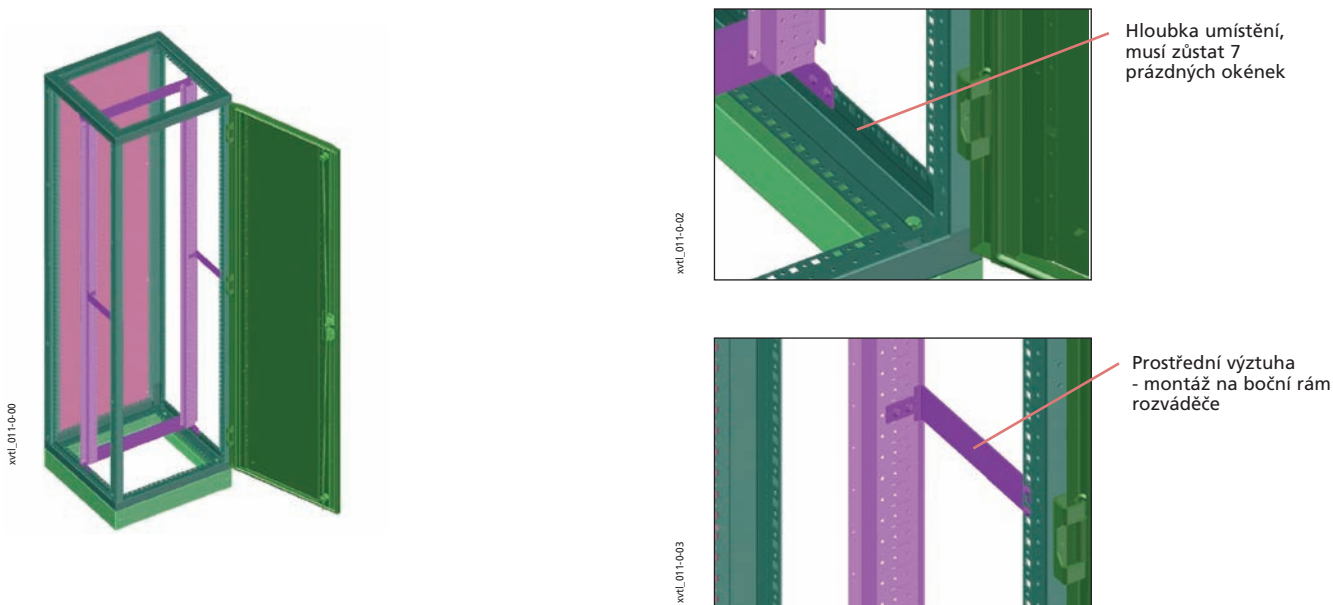 xvtl_011-0-00
xvtl_011-0-02
Hloubka umístění,
musí zůstat 7
prázdných okének
xvtl_011-0-03
Prostřední výztuha
- montáž na boční rám
rozváděče